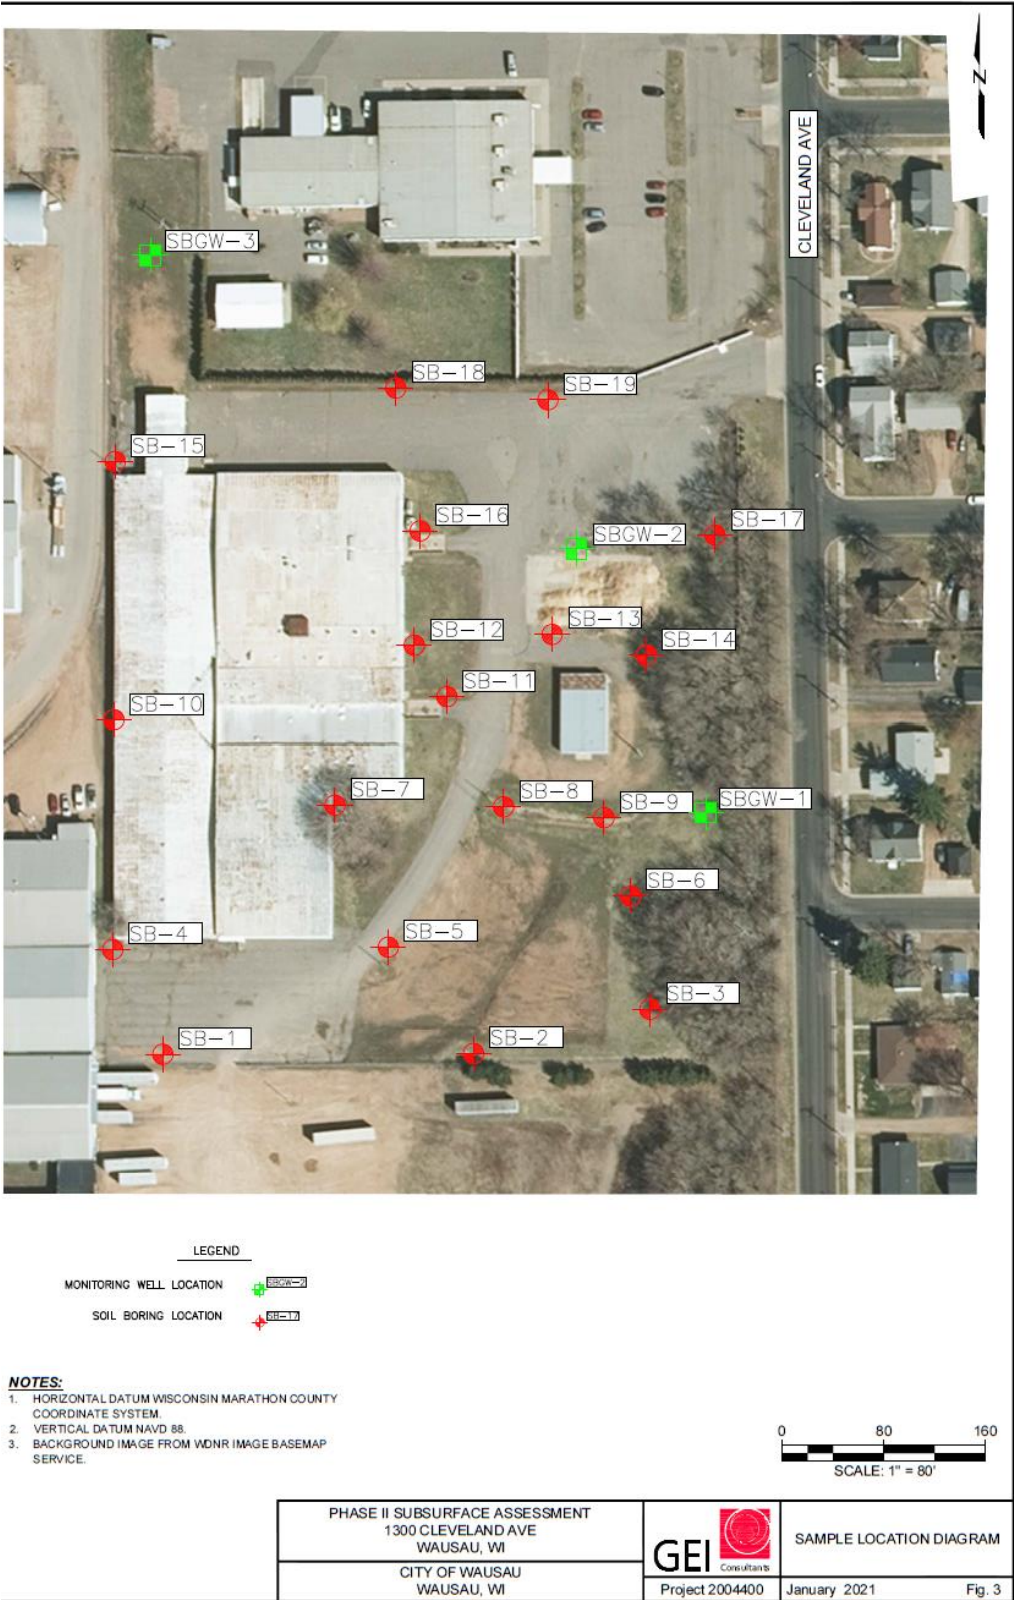 N
CLEVELAND AVE
SBGW-3
SB-18
SB-19
SB-15
SB-16
SBGW-2
SB-17
SB-13
SB-12
SB-14
SB-11
SB-10
SB-7
SB-8
SB-9
SBGW-1
SB-6
SB-4
SB-5
SB-3
SB-1
SB-2
LEGEND
MONITORING WELL LOCATION SBGW-2
SOIL BORING LOCATION SB-17
NOTES:
1. HORIZONTAL DATUM WISCONSIN MARATHON COUNTY
COORDINATE SYSTEM.
2. VERTICAL DATUM NAVD 88.
3. BACKGROUND IMAGE FROM WDNR IMAGE BASEMAP
SERVICE.
0 80 160
SCALE: 1" = 80'
PHASE II SUBSURFACE ASSESSMENT
1300 CLEVELAND AVE
WAUSAU, WI
CITY OF WAUSAU
WAUSAU, WI
GEI Consultants
Project 2004400
SAMPLE LOCATION DIAGRAM
January 2021 Fig. 3